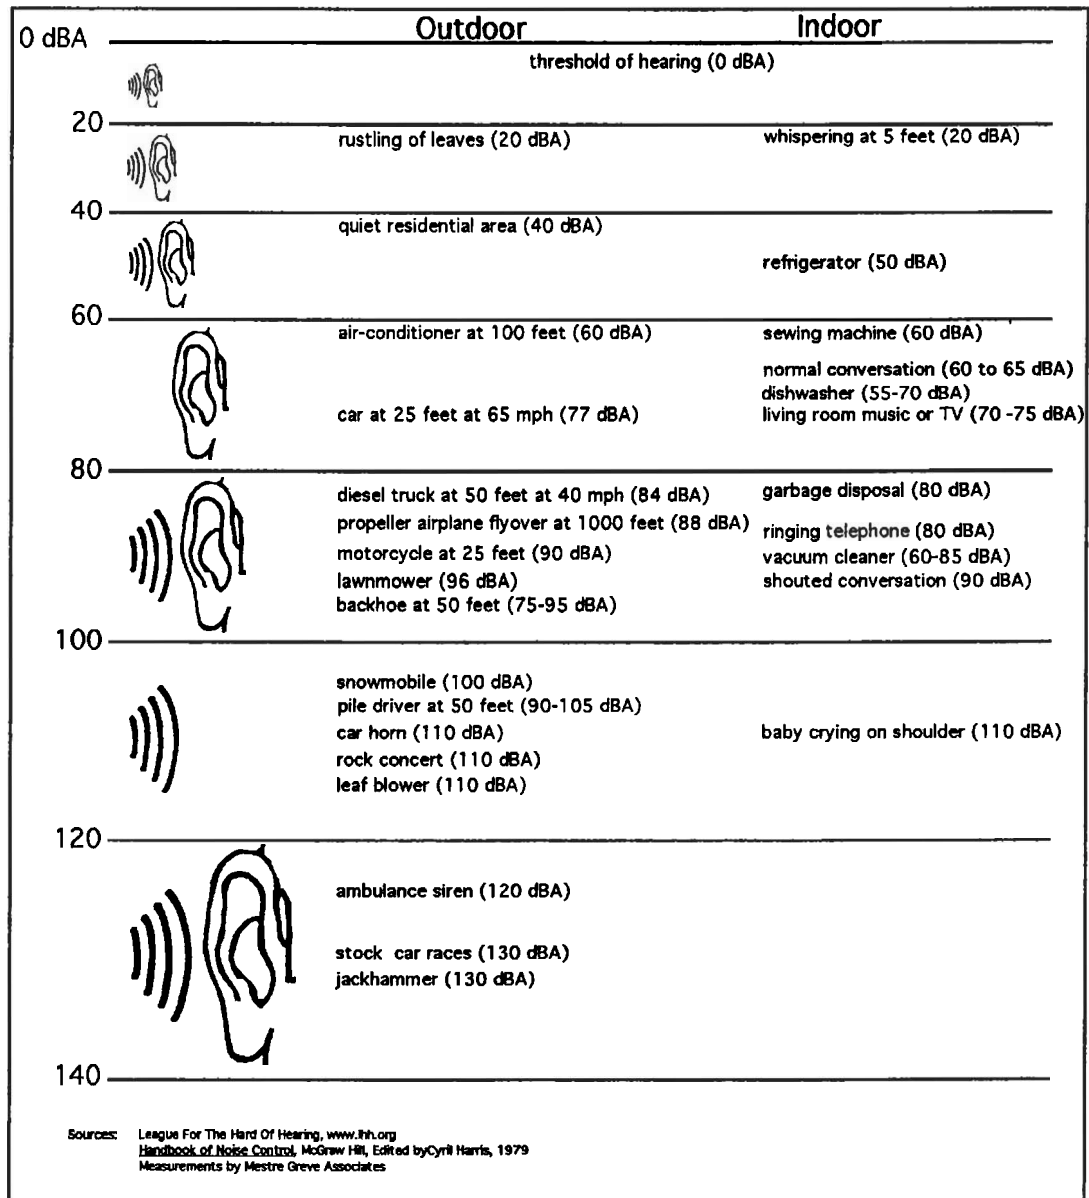 Outdoor Indoor
0 dBA
threshold of hearing (0 dBA)
20
rustling of leaves (20 dBA) whispering at 5 feet (20 dBA)
40
quiet residential area (40 dBA)
refrigerator (50 dBA)
60
air-conditioner at 100 feet (60 dBA) sewing machine (60 dBA)
normal conversation (60 to 65 dBA)
dishwasher (55-70 dBA)
car at 25 feet at 65 mph (77 dBA) living room music or TV (70 -75 dBA)
80
diesel truck at 50 feet at 40 mph (84 dBA) garbage disposal (80 dBA)
propeller airplane flyover at 1000 feet (88 dBA) ringing telephone (80 dBA)
motorcycle at 25 feet (90 dBA) vacuum cleaner (60-85 dBA)
lawnmower (96 dBA) shouted conversation (90 dBA)
backhoe at 50 feet (75-95 dBA)
100
snowmobile (100 dBA)
pile driver at 50 feet (90-105 dBA)
car horn (110 dBA) baby crying on shoulder (110 dBA)
rock concert (110 dBA)
leaf blower (110 dBA)
120
ambulance siren (120 dBA)
stock car races (130 dBA)
jackhammer (130 dBA)
140
Sources: League For The Hard Of Hearing, www.lhh.org
Handbook of Noise Control, McGraw Hill, Edited byCyril Harris, 1979
Measurements by Mestre Greve Associates